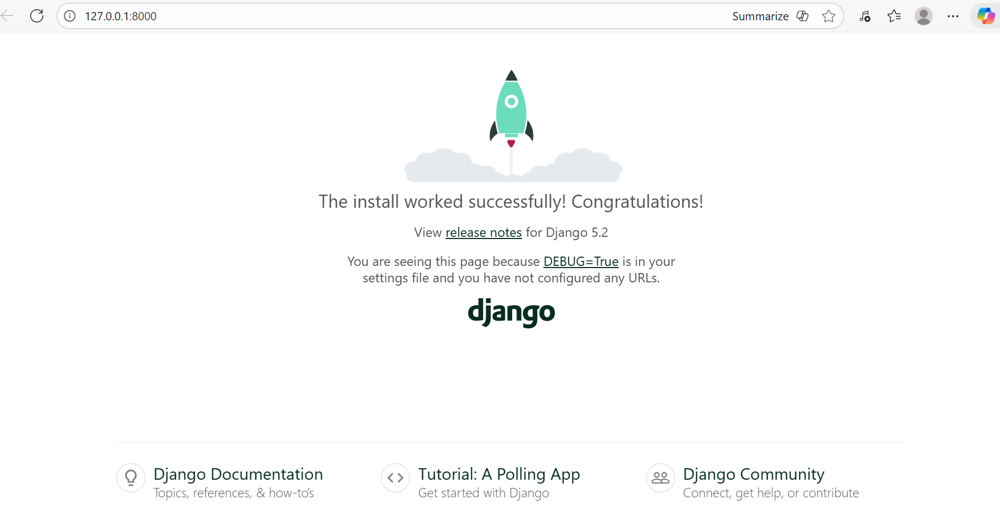 127.0.0.1:8000
Summarize
The install worked successfully! Congratulations!
View release notes for Django 5.2
You are seeing this page because DEBUG=True is in your
settings file and you have not configured any URLs.
django
Django Documentation
Topics, references, & how-to’s
Tutorial: A Polling App
Get started with Django
Django Community
Connect, get help, or contribute